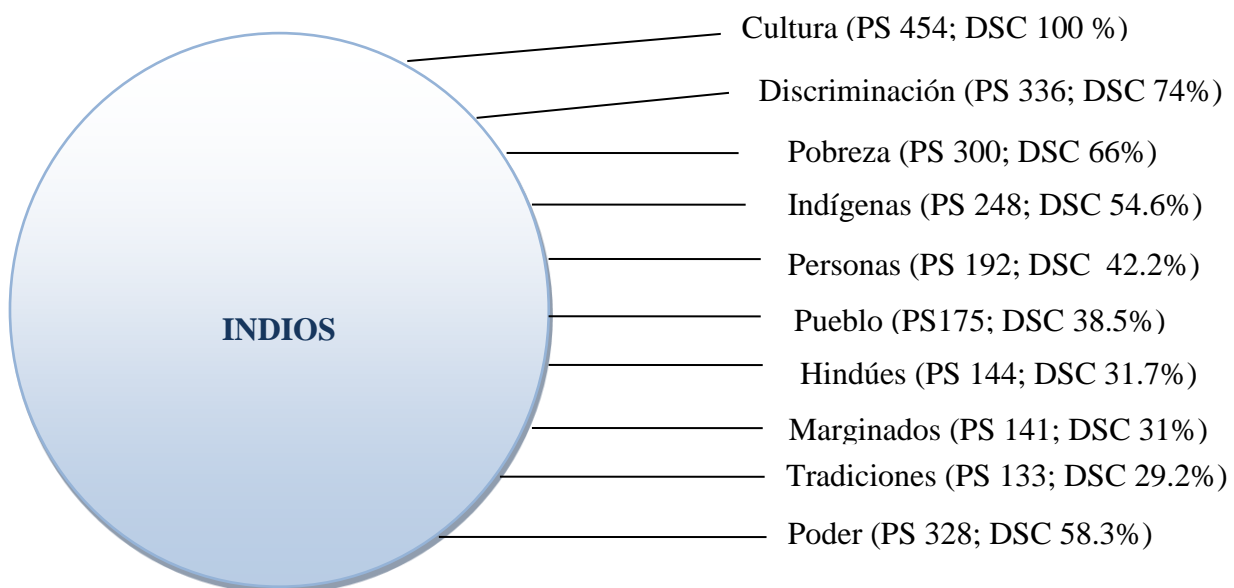 Cultura (PS 454; DSC 100 %)
Discriminación (PS 336; DSC 74%)
Pobreza (PS 300; DSC 66%)
Indígenas (PS 248; DSC 54.6%)
Personas (PS 192; DSC 42.2%)
Pueblo (PS175; DSC 38.5%)
INDIOS
Hindúes (PS 144; DSC 31.7%)
Marginados (PS 141; DSC 31%)
Tradiciones (PS 133; DSC 29.2%)
Poder (PS 328; DSC 58.3%)